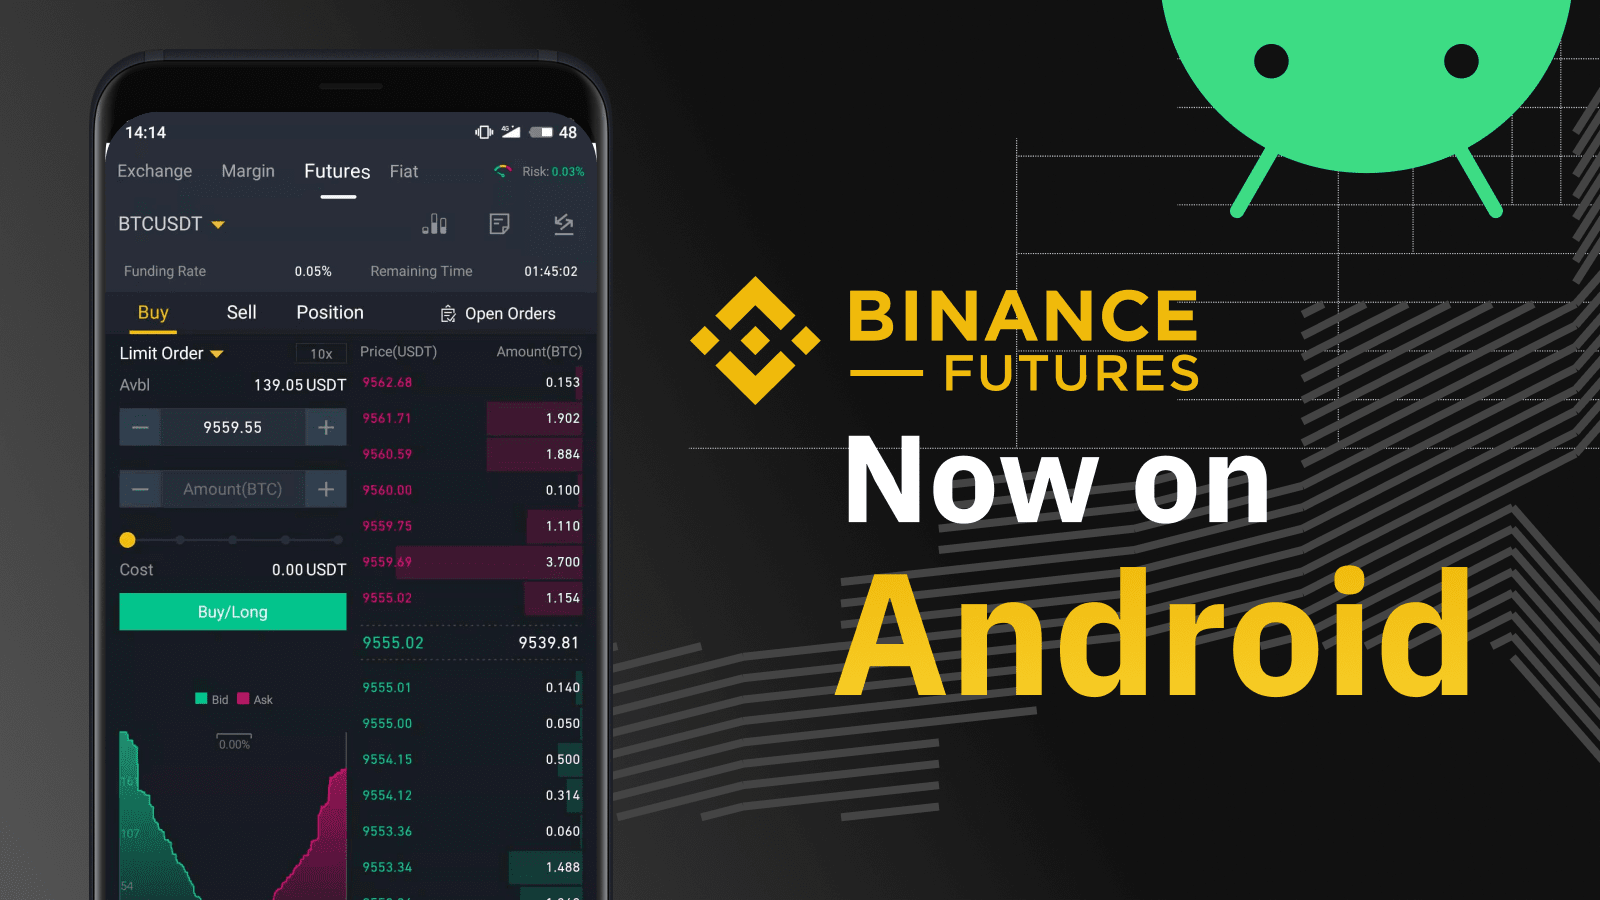 14:14
4G
48
Exchange Margin Futures Fiat
Risk: 0.03%
BTCUSDT
Funding Rate 0.05% Remaining Time 01:45:02
Buy Sell Position Open Orders
Limit Order 10x
Avbl 139.05 USDT
− 9559.55 +
− Amount(BTC) +
Cost 0.00 USDT
Buy/Long
Bid Ask
0.00%
161
107
54
Price(USDT) Amount(BTC)
9562.68 0.153
9561.71 1.902
9560.59 1.884
9560.00 0.100
9559.75 1.110
9559.69 3.700
9555.02 1.154
9555.02 9539.81
9555.01 0.140
9555.00 0.050
9554.15 0.500
9554.12 0.314
9553.36 0.060
9553.34 1.488
BINANCE
FUTURES
Now on
Android